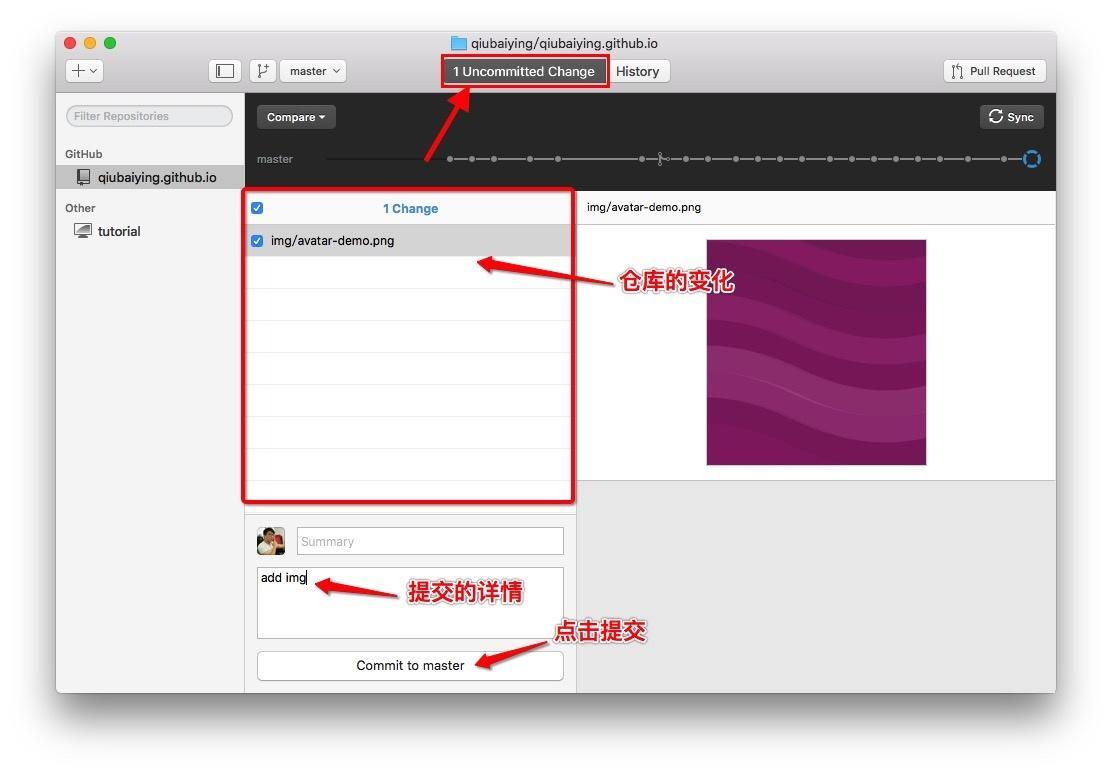 qiubaiying/qiubaiying.github.io
master
1 Uncommitted Change
History
Pull Request
Filter Repositories
Compare
Sync
GitHub
master
qiubaiying.github.io
Other
tutorial
1 Change
img/avatar-demo.png
img/avatar-demo.png
仓库的变化
Summary
add img
提交的详情
点击提交
Commit to master